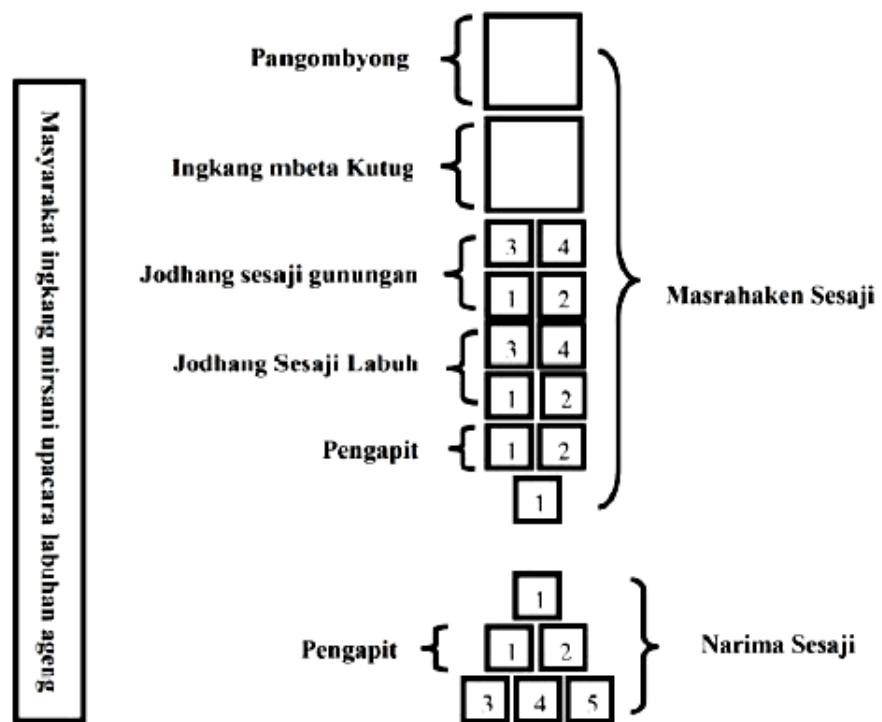 Masyarakat ingkang mirsani upacara labuhan ageng
Pangombyong
Ingkang mbeta Kutug
Jodhang sesaji gunungan
3 4
1 2
Jodhang Sesaji Labuh
3 4
1 2
Pengapit
1 2
1
Masrahaken Sesaji
1
Pengapit
1 2
3 4 5
Narima Sesaji